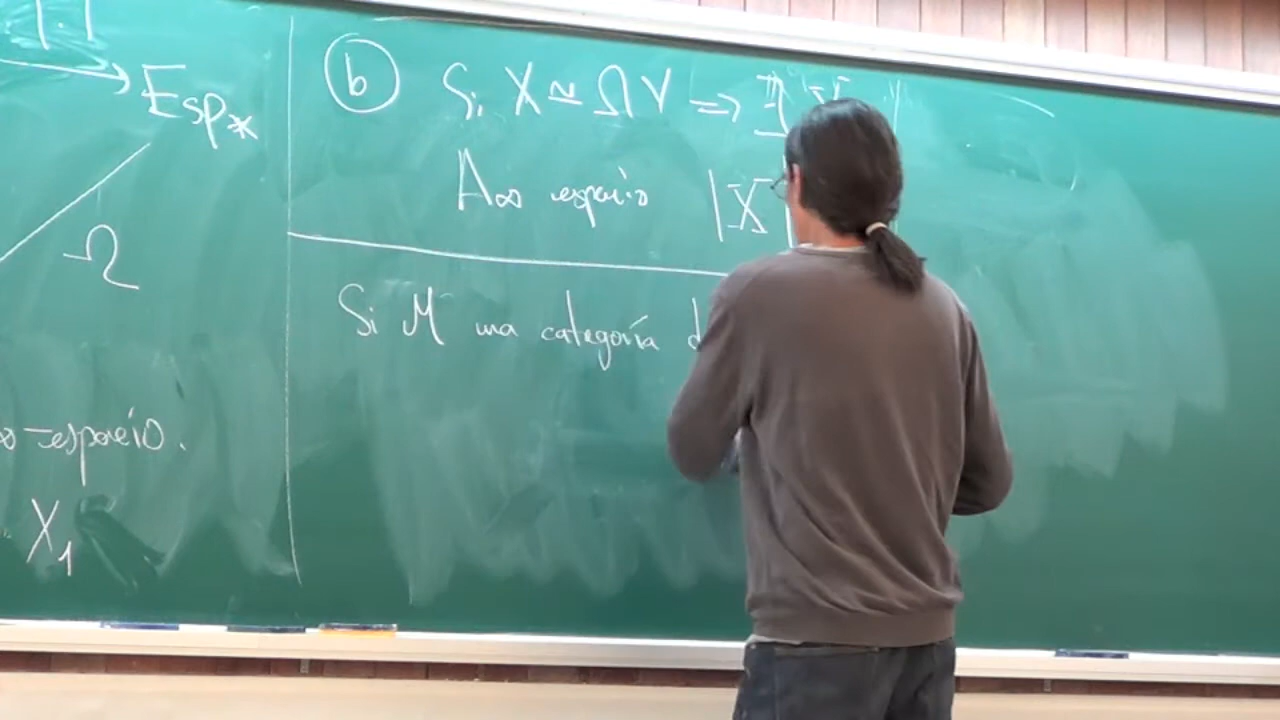 Esp*
Ω
-espacio.
X₁
ⓑ Si X ≃ ΩY ⇒ ∃
A∞ espacio |X|
Si M una categoría d